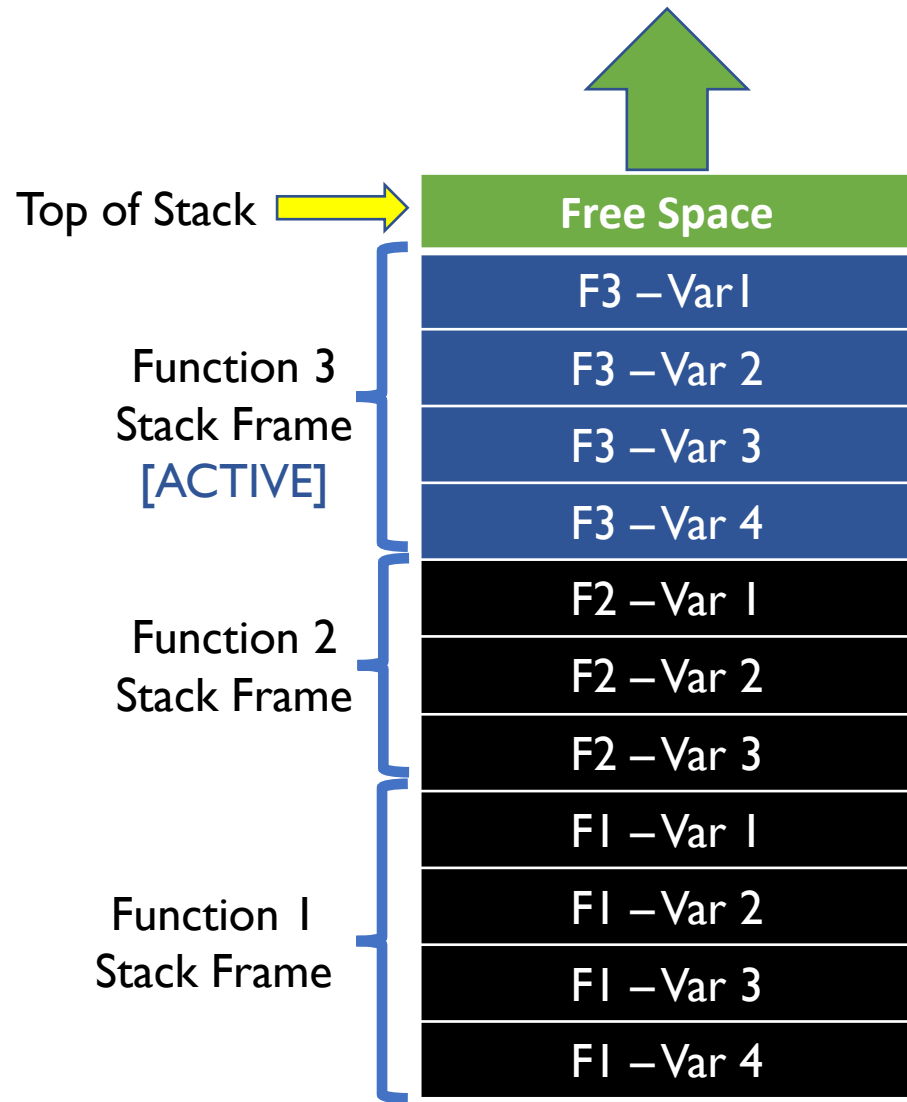 Top of Stack
Free Space
Function 3
Stack Frame
[ACTIVE]
F3 – Var1
F3 – Var 2
F3 – Var 3
F3 – Var 4
Function 2
Stack Frame
F2 – Var 1
F2 – Var 2
F2 – Var 3
Function 1
Stack Frame
F1 – Var 1
F1 – Var 2
F1 – Var 3
F1 – Var 4